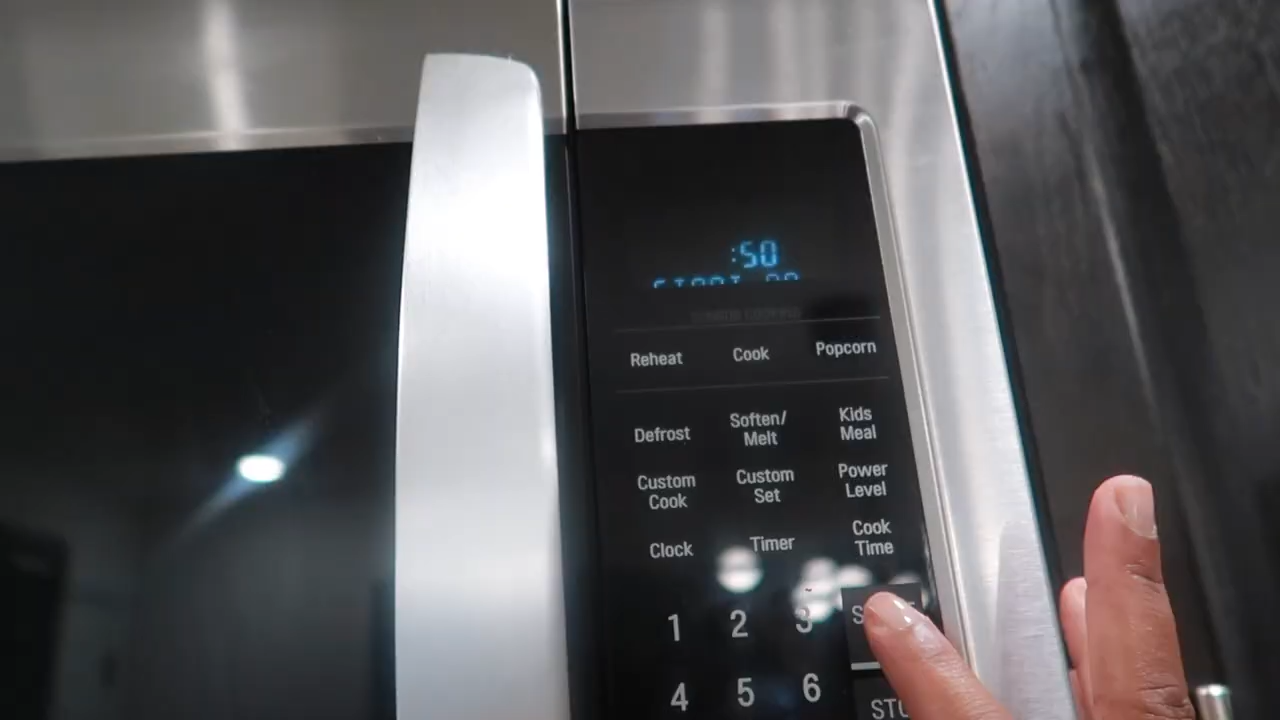 :50
Reheat Cook Popcorn
Defrost Soften/ Melt Kids Meal
Custom Cook Custom Set Power Level
Clock Timer Cook Time
1 2 3
4 5 6